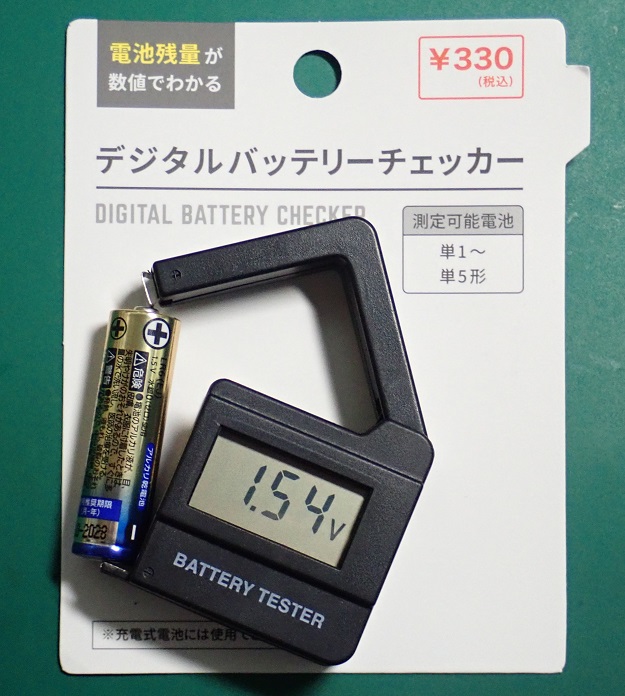 電池残量が
数値でわかる
¥330
(税込)
デジタルバッテリーチェッカー
DIGITAL BATTERY CHECKER
測定可能電池
単1～
単5形
危険
アルカリ乾電池
1.54V
BATTERY TESTER
※充電式電池には使用で